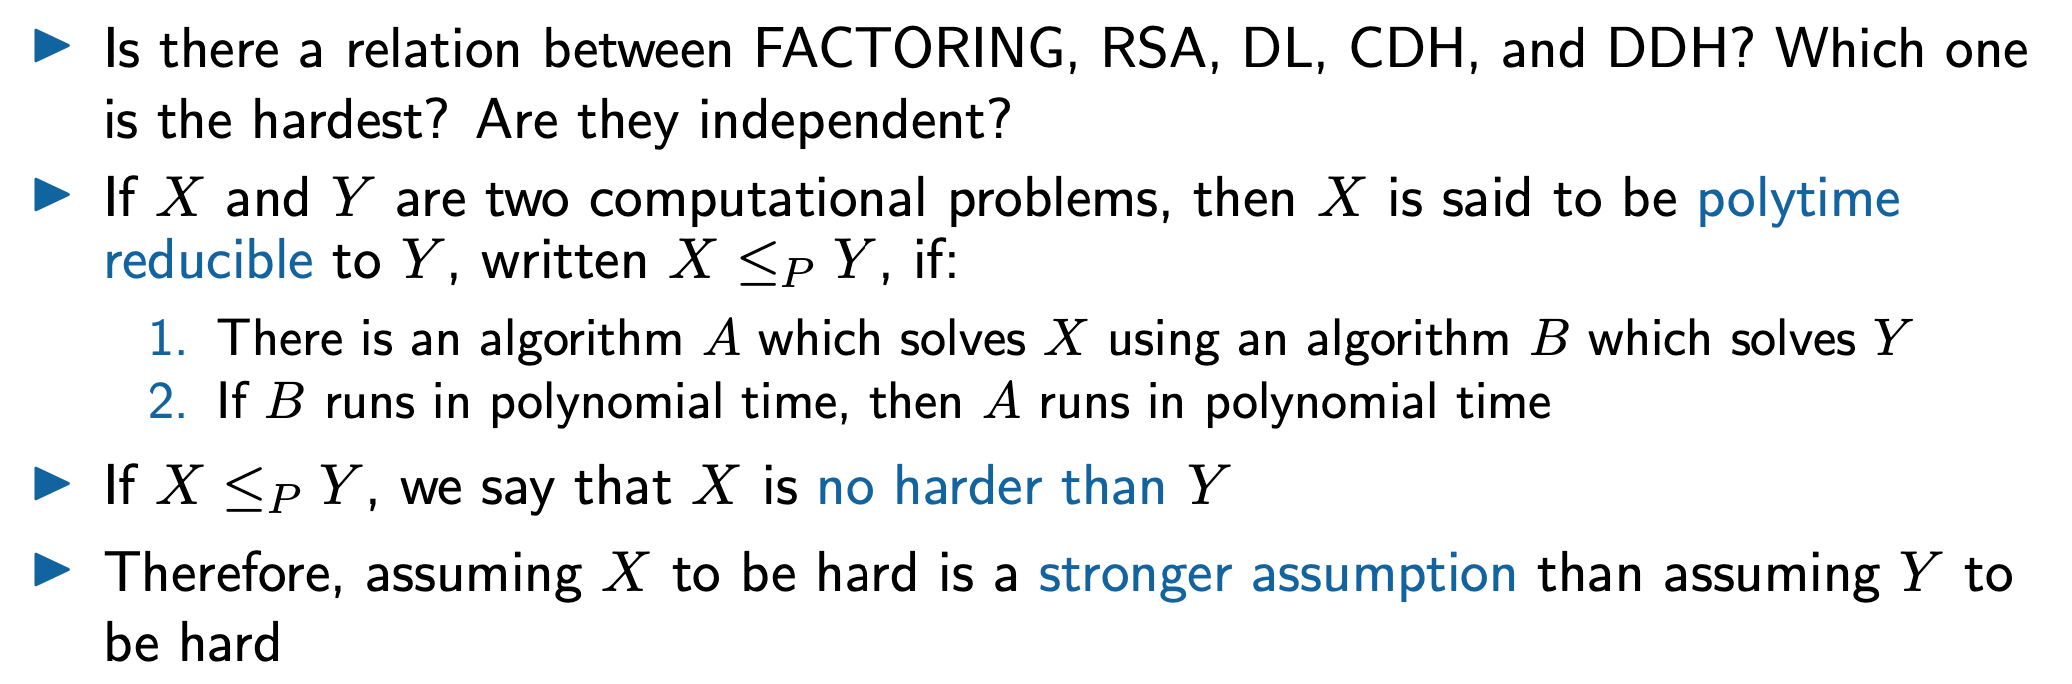 ▶ Is there a relation between FACTORING, RSA, DL, CDH, and DDH? Which one
is the hardest? Are they independent?
▶ If X and Y are two computational problems, then X is said to be polytime
reducible to Y, written X ≤_P Y, if:
1. There is an algorithm A which solves X using an algorithm B which solves Y
2. If B runs in polynomial time, then A runs in polynomial time
▶ If X ≤_P Y, we say that X is no harder than Y
▶ Therefore, assuming X to be hard is a stronger assumption than assuming Y to
be hard